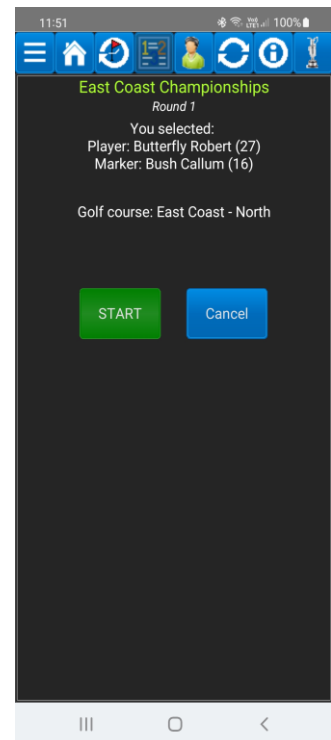 11:51
100%
East Coast Championships
Round 1
You selected:
Player: Butterfly Robert (27)
Marker: Bush Callum (16)
Golf course: East Coast - North
START
Cancel